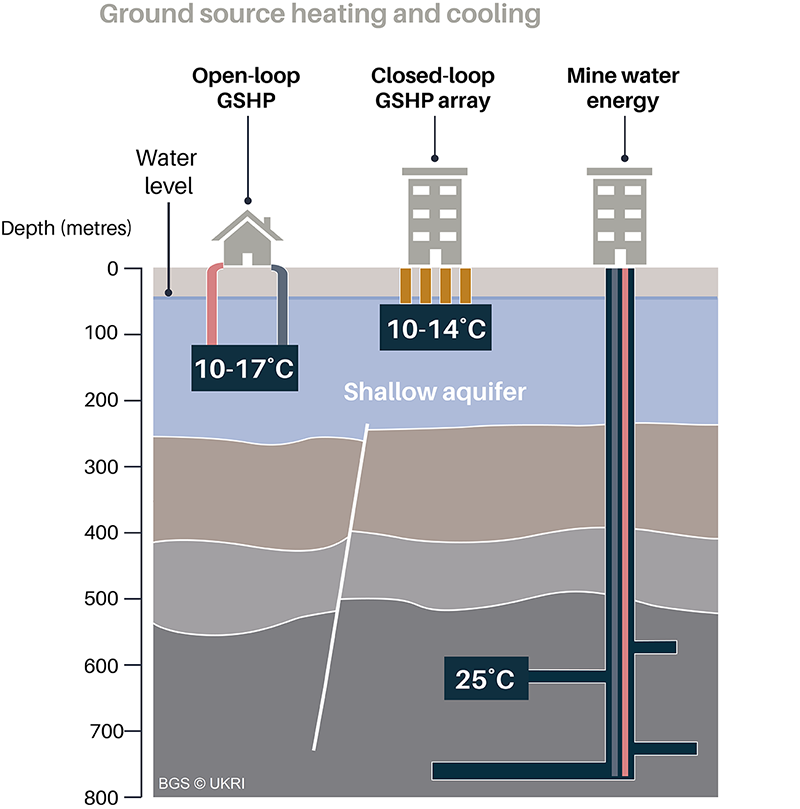 Ground source heating and cooling
Open-loop
GSHP
Closed-loop
GSHP array
Mine water
energy
Water
level
Depth (metres)
0
100
200
300
400
500
600
700
800
10-14˚C
10-17˚C
Shallow aquifer
25˚C
BGS © UKRI